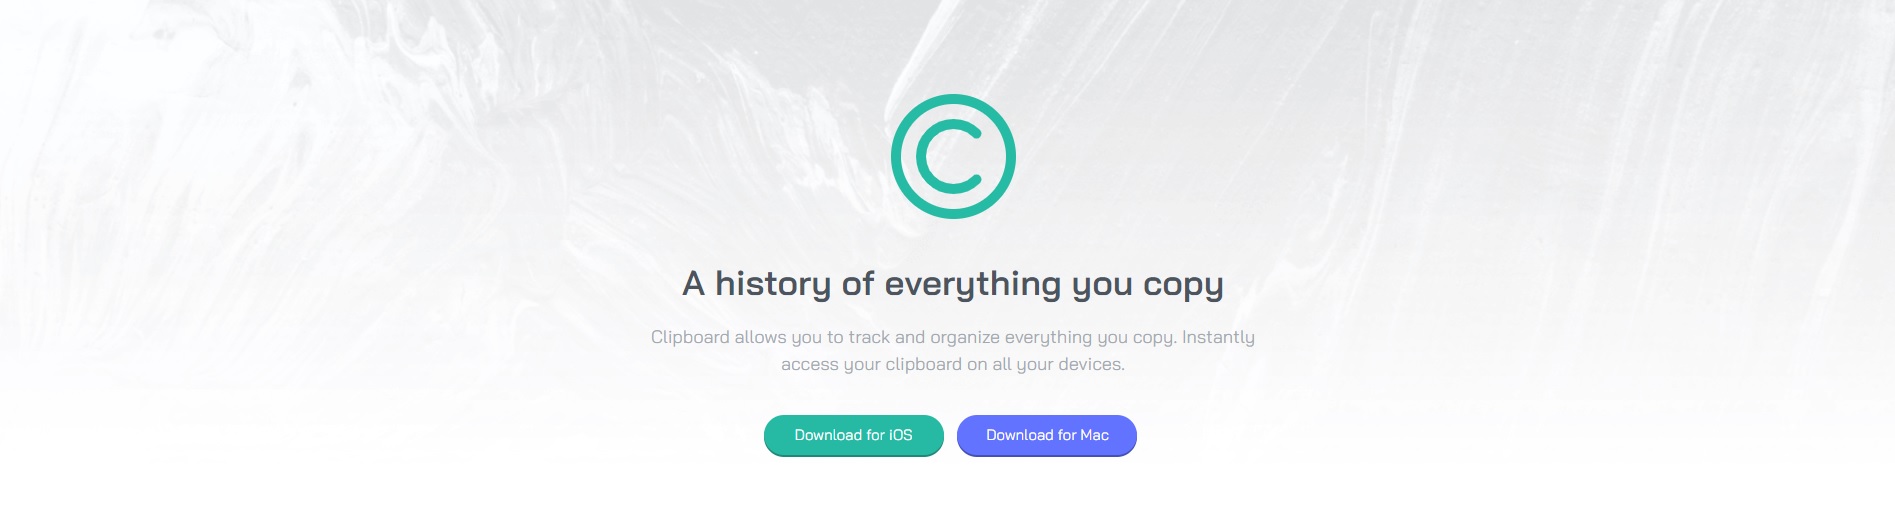 A history of everything you copy
Clipboard allows you to track and organize everything you copy. Instantly
access your clipboard on all your devices.
Download for iOS
Download for Mac